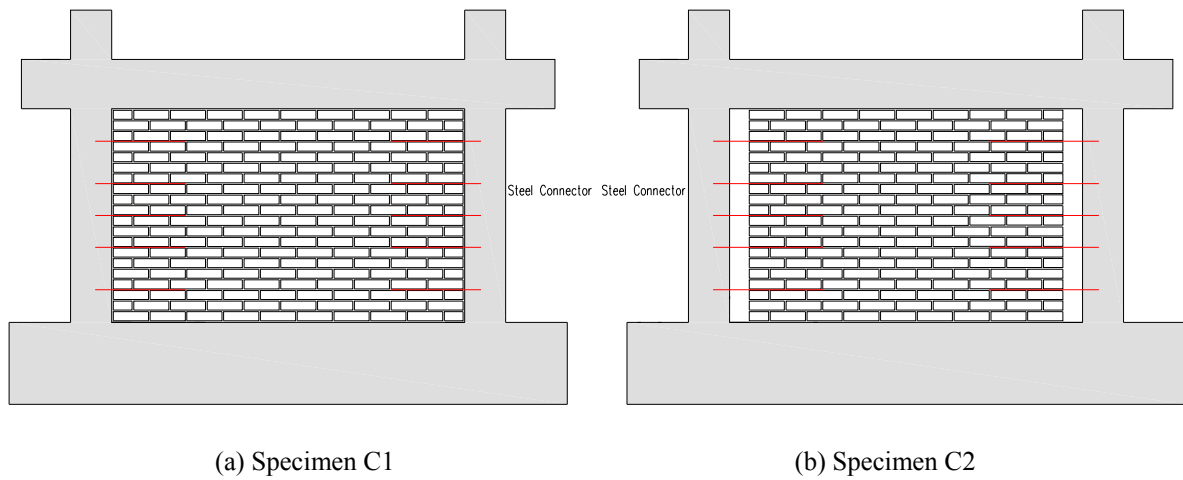 Steel Connector
Steel Connector
(a) Specimen C1
(b) Specimen C2